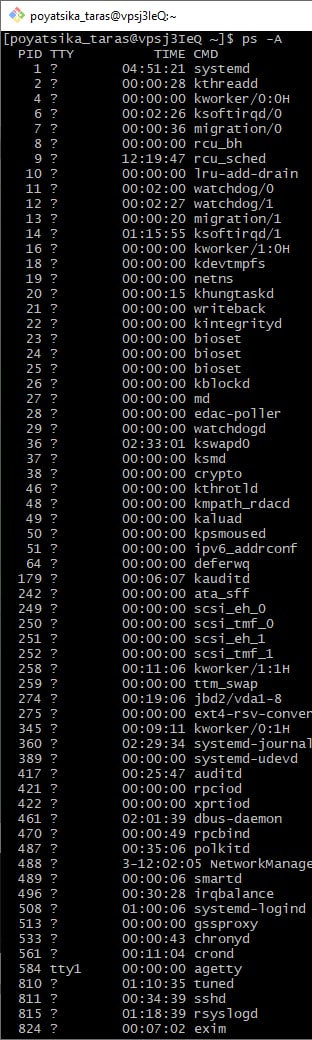 poyatsika_taras@vpsj3IeQ:~
[poyatsika_taras@vpsj3IeQ ~]$ ps -A
PID TTY TIME CMD
1 ? 04:51:21 systemd
2 ? 00:00:28 kthreadd
4 ? 00:00:00 kworker/0:0H
6 ? 00:02:26 ksoftirqd/0
7 ? 00:00:36 migration/0
8 ? 00:00:00 rcu_bh
9 ? 12:19:47 rcu_sched
10 ? 00:00:00 lru-add-drain
11 ? 00:02:00 watchdog/0
12 ? 00:02:27 watchdog/1
13 ? 00:00:20 migration/1
14 ? 01:15:55 ksoftirqd/1
16 ? 00:00:00 kworker/1:0H
18 ? 00:00:00 kdevtmpfs
19 ? 00:00:00 netns
20 ? 00:00:15 khungtaskd
21 ? 00:00:00 writeback
22 ? 00:00:00 kintegrityd
23 ? 00:00:00 bioset
24 ? 00:00:00 bioset
25 ? 00:00:00 bioset
26 ? 00:00:00 kblockd
27 ? 00:00:00 md
28 ? 00:00:00 edac-poller
29 ? 00:00:00 watchdogd
36 ? 02:33:01 kswapd0
37 ? 00:00:00 ksmd
38 ? 00:00:00 crypto
46 ? 00:00:00 kthrotld
48 ? 00:00:00 kmpath_rdacd
49 ? 00:00:00 kaluad
50 ? 00:00:00 kpsmoused
51 ? 00:00:00 ipv6_addrconf
64 ? 00:00:00 deferwq
179 ? 00:06:07 kauditd
242 ? 00:00:00 ata_sff
249 ? 00:00:00 scsi_eh_0
250 ? 00:00:00 scsi_tmf_0
251 ? 00:00:00 scsi_eh_1
252 ? 00:00:00 scsi_tmf_1
258 ? 00:11:06 kworker/1:1H
259 ? 00:00:00 ttm_swap
274 ? 00:19:06 jbd2/vda1-8
275 ? 00:00:00 ext4-rsv-conver
345 ? 00:09:11 kworker/0:1H
360 ? 02:29:34 systemd-journal
389 ? 00:00:00 systemd-udevd
417 ? 00:25:47 auditd
421 ? 00:00:00 rpciod
422 ? 00:00:00 xprtiod
461 ? 02:01:39 dbus-daemon
470 ? 00:00:49 rpcbind
487 ? 00:35:06 polkitd
488 ? 3-12:02:05 NetworkManage
489 ? 00:00:06 smartd
496 ? 00:30:28 irqbalance
508 ? 01:00:06 systemd-logind
513 ? 00:00:00 gssproxy
533 ? 00:00:43 chronyd
561 ? 00:11:04 crond
584 tty1 00:00:00 agetty
810 ? 01:10:35 tuned
811 ? 00:34:39 sshd
815 ? 01:18:39 rsyslogd
824 ? 00:07:02 exim